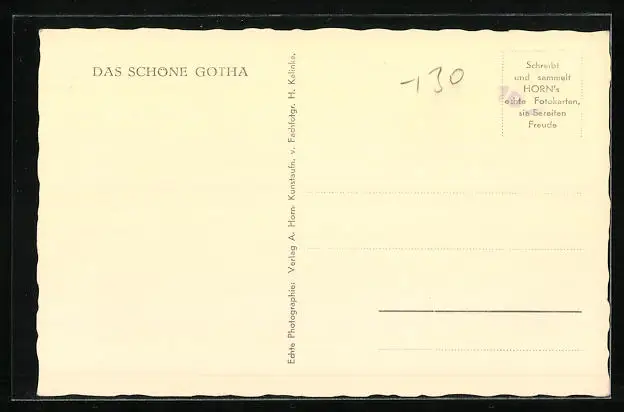 DAS SCHÖNE GOTHA
Echte Photographie: Verlag A. Horn. Kunstaufn. v. Fachfotgr. H. Kelinke.
-130
Schreibt
und sammelt
HORN's
echte Fotokarten,
sie bereiten
Freude